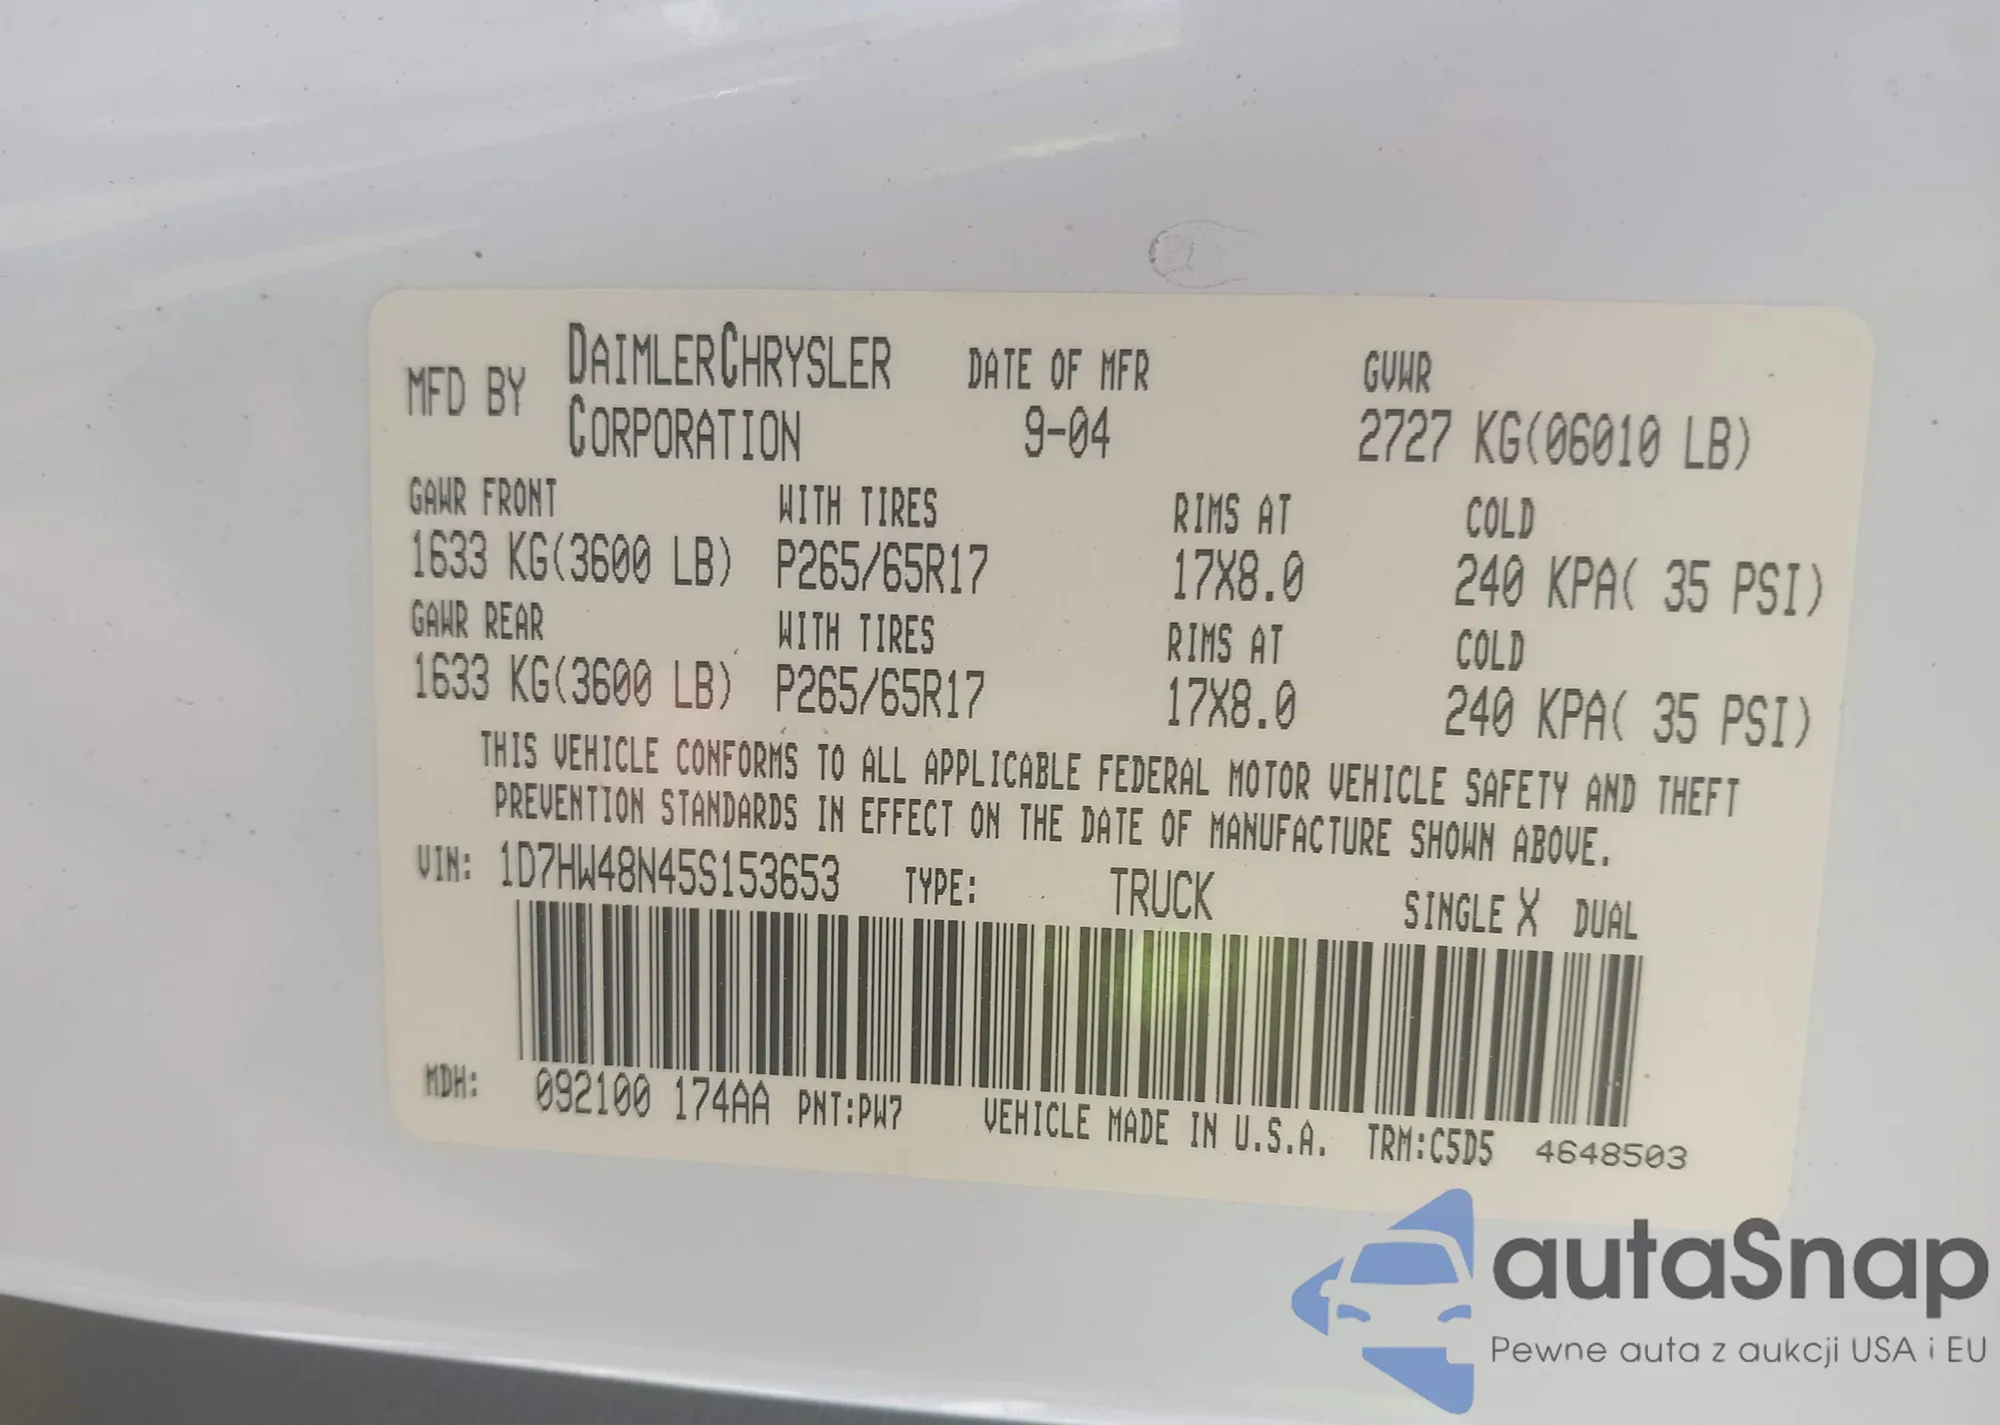 MFD BY DAIMLERCHRYSLER CORPORATION DATE OF MFR 9-04 GVWR 2727 KG(06010 LB)
GAWR FRONT WITH TIRES RIMS AT COLD
1633 KG(3600 LB) P265/65R17 17X8.0 240 KPA( 35 PSI)
GAWR REAR WITH TIRES RIMS AT COLD
1633 KG(3600 LB) P265/65R17 17X8.0 240 KPA( 35 PSI)
THIS VEHICLE CONFORMS TO ALL APPLICABLE FEDERAL MOTOR VEHICLE SAFETY AND THEFT
PREVENTION STANDARDS IN EFFECT ON THE DATE OF MANUFACTURE SHOWN ABOVE.
VIN: 1D7HW48N45S153653 TYPE: TRUCK SINGLE X DUAL
MDH: 092100 174AA PNT:PW7 VEHICLE MADE IN U.S.A. TRM:C5D5 4648503
autaSnap
Pewne auta z aukcji USA i EU